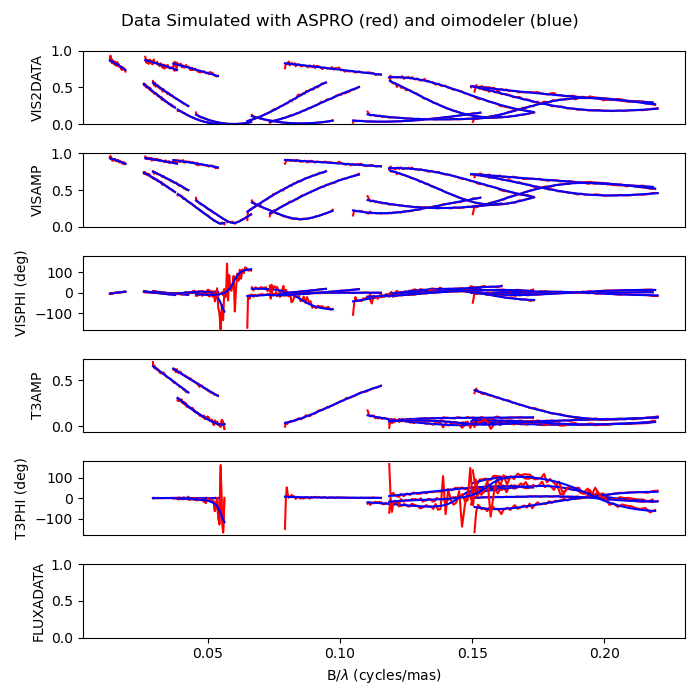 Data Simulated with ASPRO (red) and oimodeler (blue)
VIS2DATA
1.0
0.5
0.0
VISAMP
1.0
0.5
0.0
VISPHI (deg)
100
0
−100
T3AMP
0.5
0.0
T3PHI (deg)
100
0
−100
FLUXADATA
1.0
0.5
0.0
0.05 0.10 0.15 0.20
B/λ (cycles/mas)